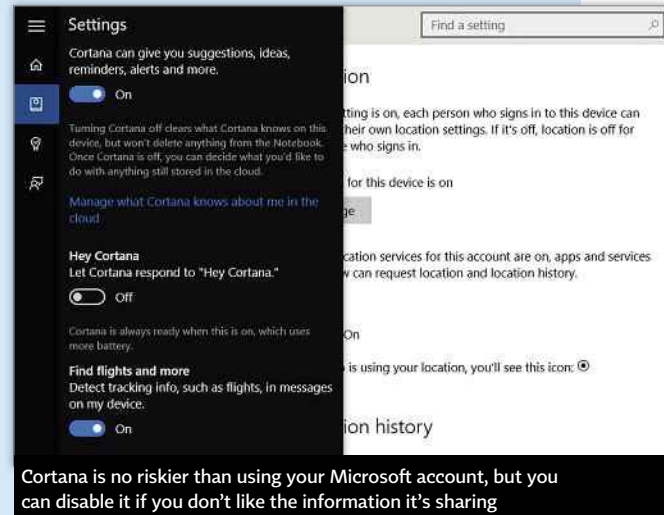 Settings
Cortana can give you suggestions, ideas,
reminders, alerts and more.
On
Turning Cortana off clears what Cortana knows on this
device, but won't delete anything from the Notebook.
Once Cortana is off, you can decide what you'd like to
do with anything still stored in the cloud.
Manage what Cortana knows about me in the
cloud
Hey Cortana
Let Cortana respond to "Hey Cortana."
Off
Cortana is always ready when this is on, which uses
more battery.
Find flights and more
Detect tracking info, such as flights, in messages
on my device.
On
Find a setting
ion
tting is on, each person who signs in to this device can
heir own location settings. If it's off, location is off for
e who signs in.
for this device is on
ge
cation services for this account are on, apps and services
w can request location and location history.
On
is using your location, you'll see this icon:
ion history
Cortana is no riskier than using your Microsoft account, but you
can disable it if you don't like the information it's sharing